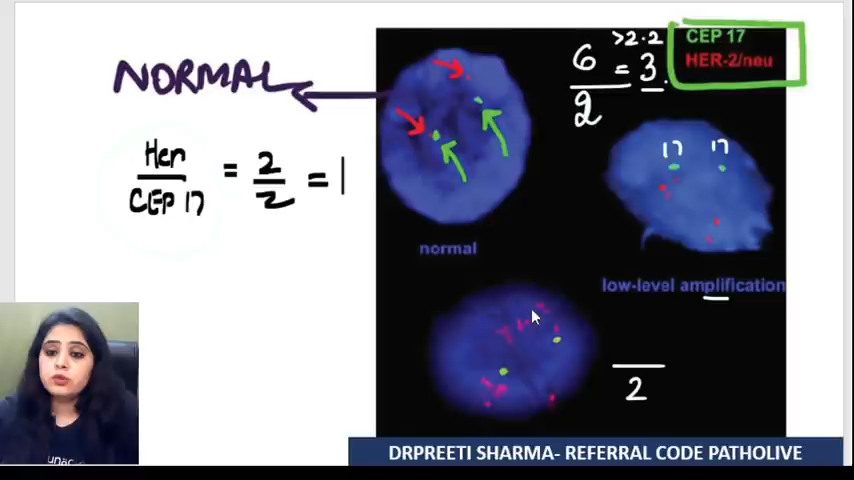 NORMAL
Her
CEP 17
= 2
2
= 1
normal
6
2
= 3
>2.2
CEP 17
HER-2/neu
17 17
low-level amplification
2
DRPREETI SHARMA- REFERRAL CODE PATHOLIVE